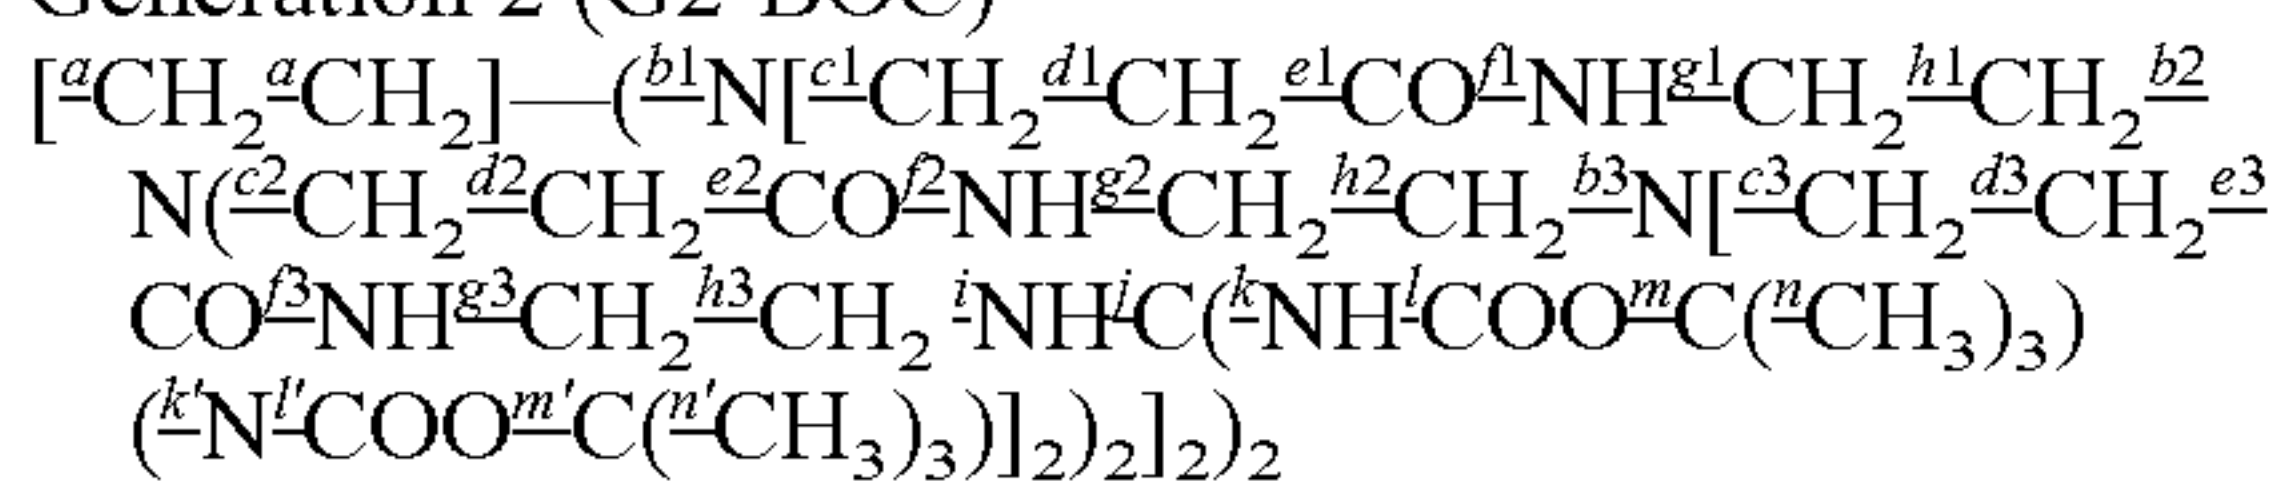 Generation 2 (G2-BOC)
[ᵃCH₂ᵃCH₂]—(ᵇ¹N[ᶜ¹CH₂ᵈ¹CH₂ᵉ¹COᶠ¹NHᵍ¹CH₂ʰ¹CH₂ᵇ²
N(ᶜ²CH₂ᵈ²CH₂ᵉ²COᶠ²NHᵍ²CH₂ʰ²CH₂ᵇ³N[ᶜ³CH₂ᵈ³CH₂ᵉ³
COᶠ³NHᵍ³CH₂ʰ³CH₂ ⁱNHʲC(ᵏNHˡCOOᵐC(ⁿCH₃)₃)
(ᵏ'Nˡ'COOᵐ'C(ⁿ'CH₃)₃)]₂)₂]₂)₂